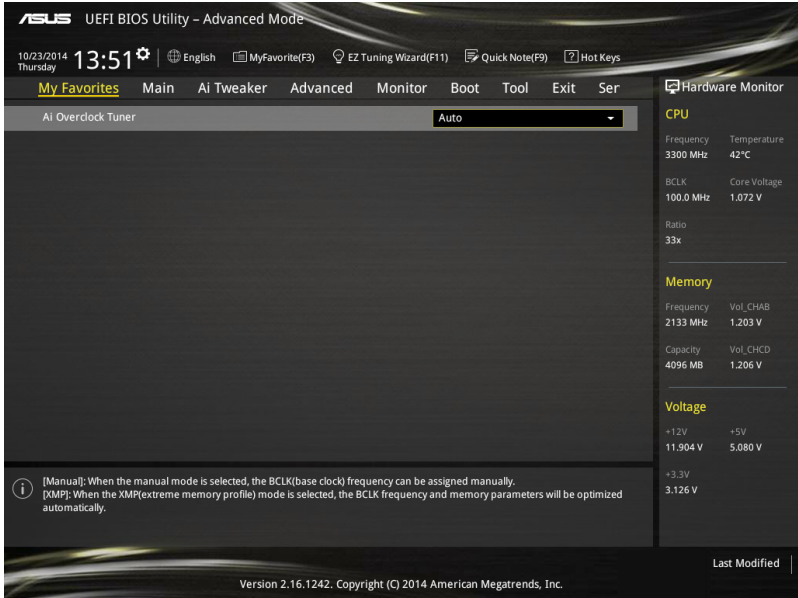 ASUS UEFI BIOS Utility – Advanced Mode
10/23/2014
Thursday
13:51
English
MyFavorite(F3)
EZ Tuning Wizard(F11)
Quick Note(F9)
? Hot Keys
My Favorites Main Ai Tweaker Advanced Monitor Boot Tool Exit Ser
Ai Overclock Tuner Auto
[Manual]: When the manual mode is selected, the BCLK(base clock) frequency can be assigned manually.
[XMP]: When the XMP(extreme memory profile) mode is selected, the BCLK frequency and memory parameters will be optimized
automatically.
Hardware Monitor
CPU
Frequency Temperature
3300 MHz 42°C
BCLK Core Voltage
100.0 MHz 1.072 V
Ratio
33x
Memory
Frequency Vol_CHAB
2133 MHz 1.203 V
Capacity Vol_CHCD
4096 MB 1.206 V
Voltage
+12V +5V
11.904 V 5.080 V
+3.3V
3.126 V
Last Modified
Version 2.16.1242. Copyright (C) 2014 American Megatrends, Inc.